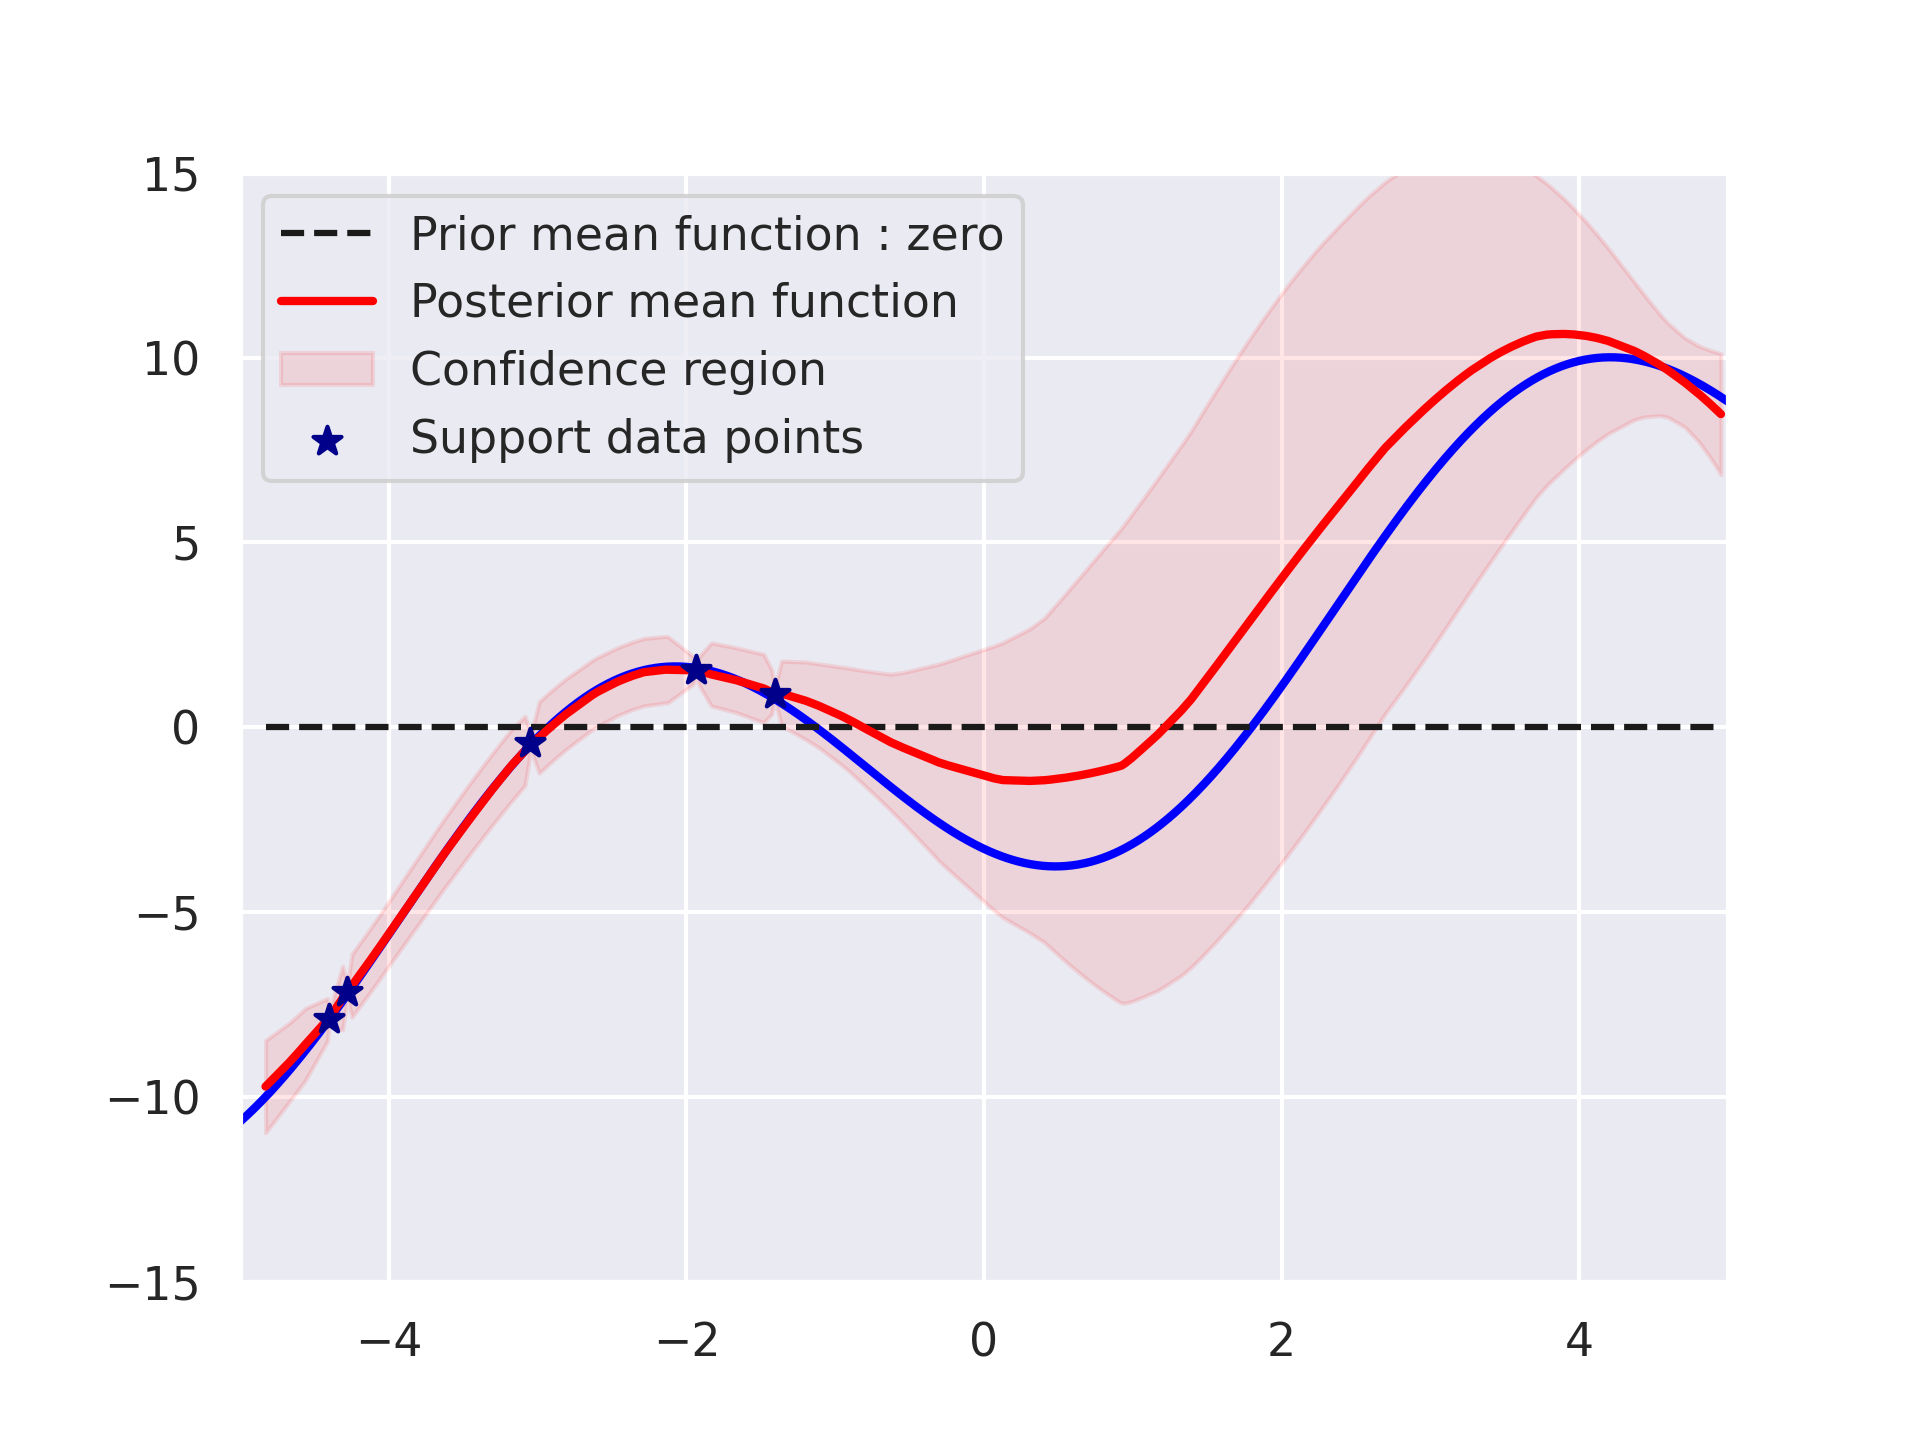 15
10
5
0
−5
−10
−15
Prior mean function : zero
Posterior mean function
Confidence region
Support data points
−4 −2 0 2 4